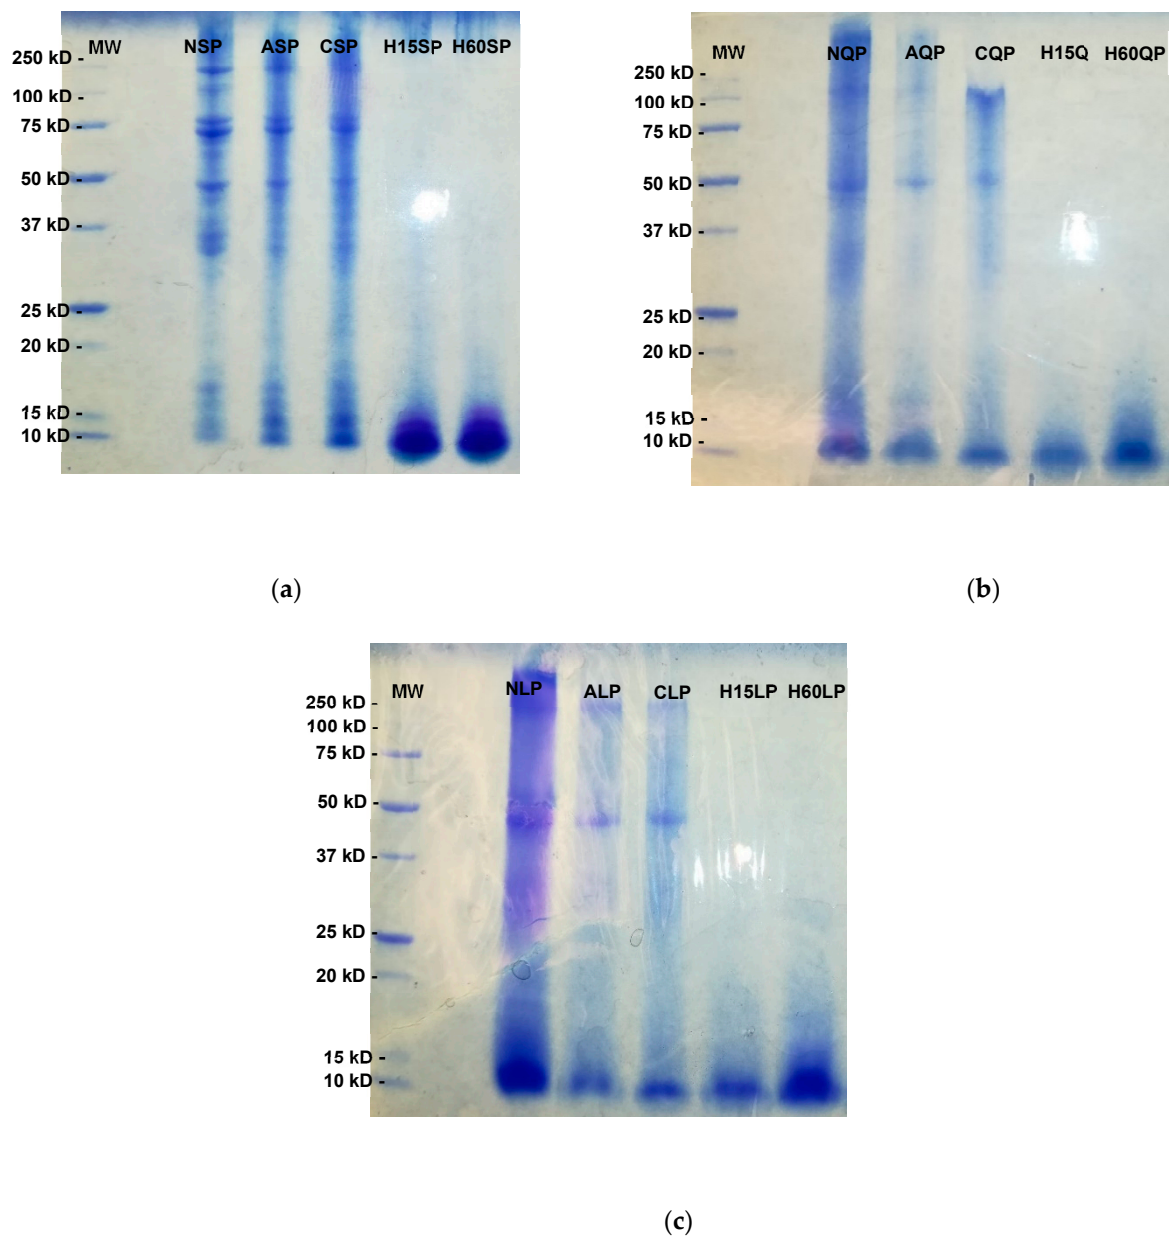 MW NSP ASP CSP H15SP H60SP
250 kD -
100 kD -
75 kD -
50 kD -
37 kD -
25 kD -
20 kD -
15 kD -
10 kD -
(a)
MW NQP AQP CQP H15Q H60QP
250 kD -
100 kD -
75 kD -
50 kD -
37 kD -
25 kD -
20 kD -
15 kD -
10 kD -
(b)
MW NLP ALP CLP H15LP H60LP
250 kD -
100 kD -
75 kD -
50 kD -
37 kD -
25 kD -
20 kD -
15 kD -
10 kD -
(c)